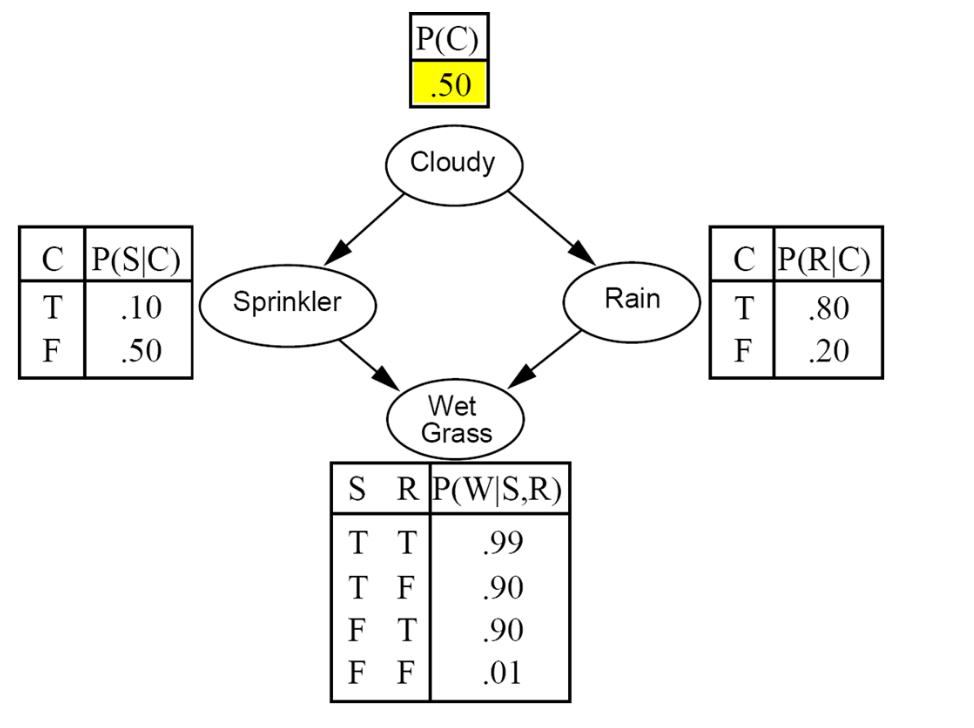 P(C)
.50
Cloudy
C P(S|C)
T .10
F .50
Sprinkler
Rain
C P(R|C)
T .80
F .20
Wet
Grass
S R P(W|S,R)
T T .99
T F .90
F T .90
F F .01